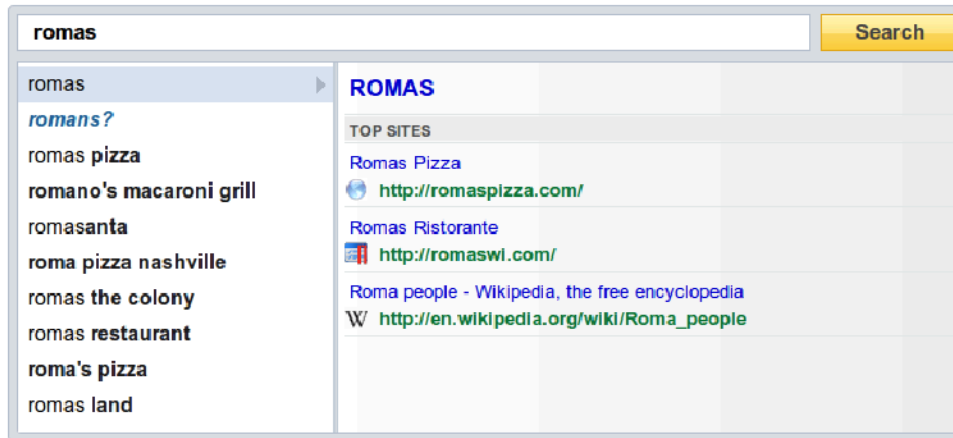 romas
Search
romas
romans?
romas pizza
romano's macaroni grill
romasanta
roma pizza nashville
romas the colony
romas restaurant
roma's pizza
romas land
ROMAS
TOP SITES
Romas Pizza
http://romaspizza.com/
Romas Ristorante
http://romaswi.com/
Roma people - Wikipedia, the free encyclopedia
W http://en.wikipedia.org/wiki/Roma_people